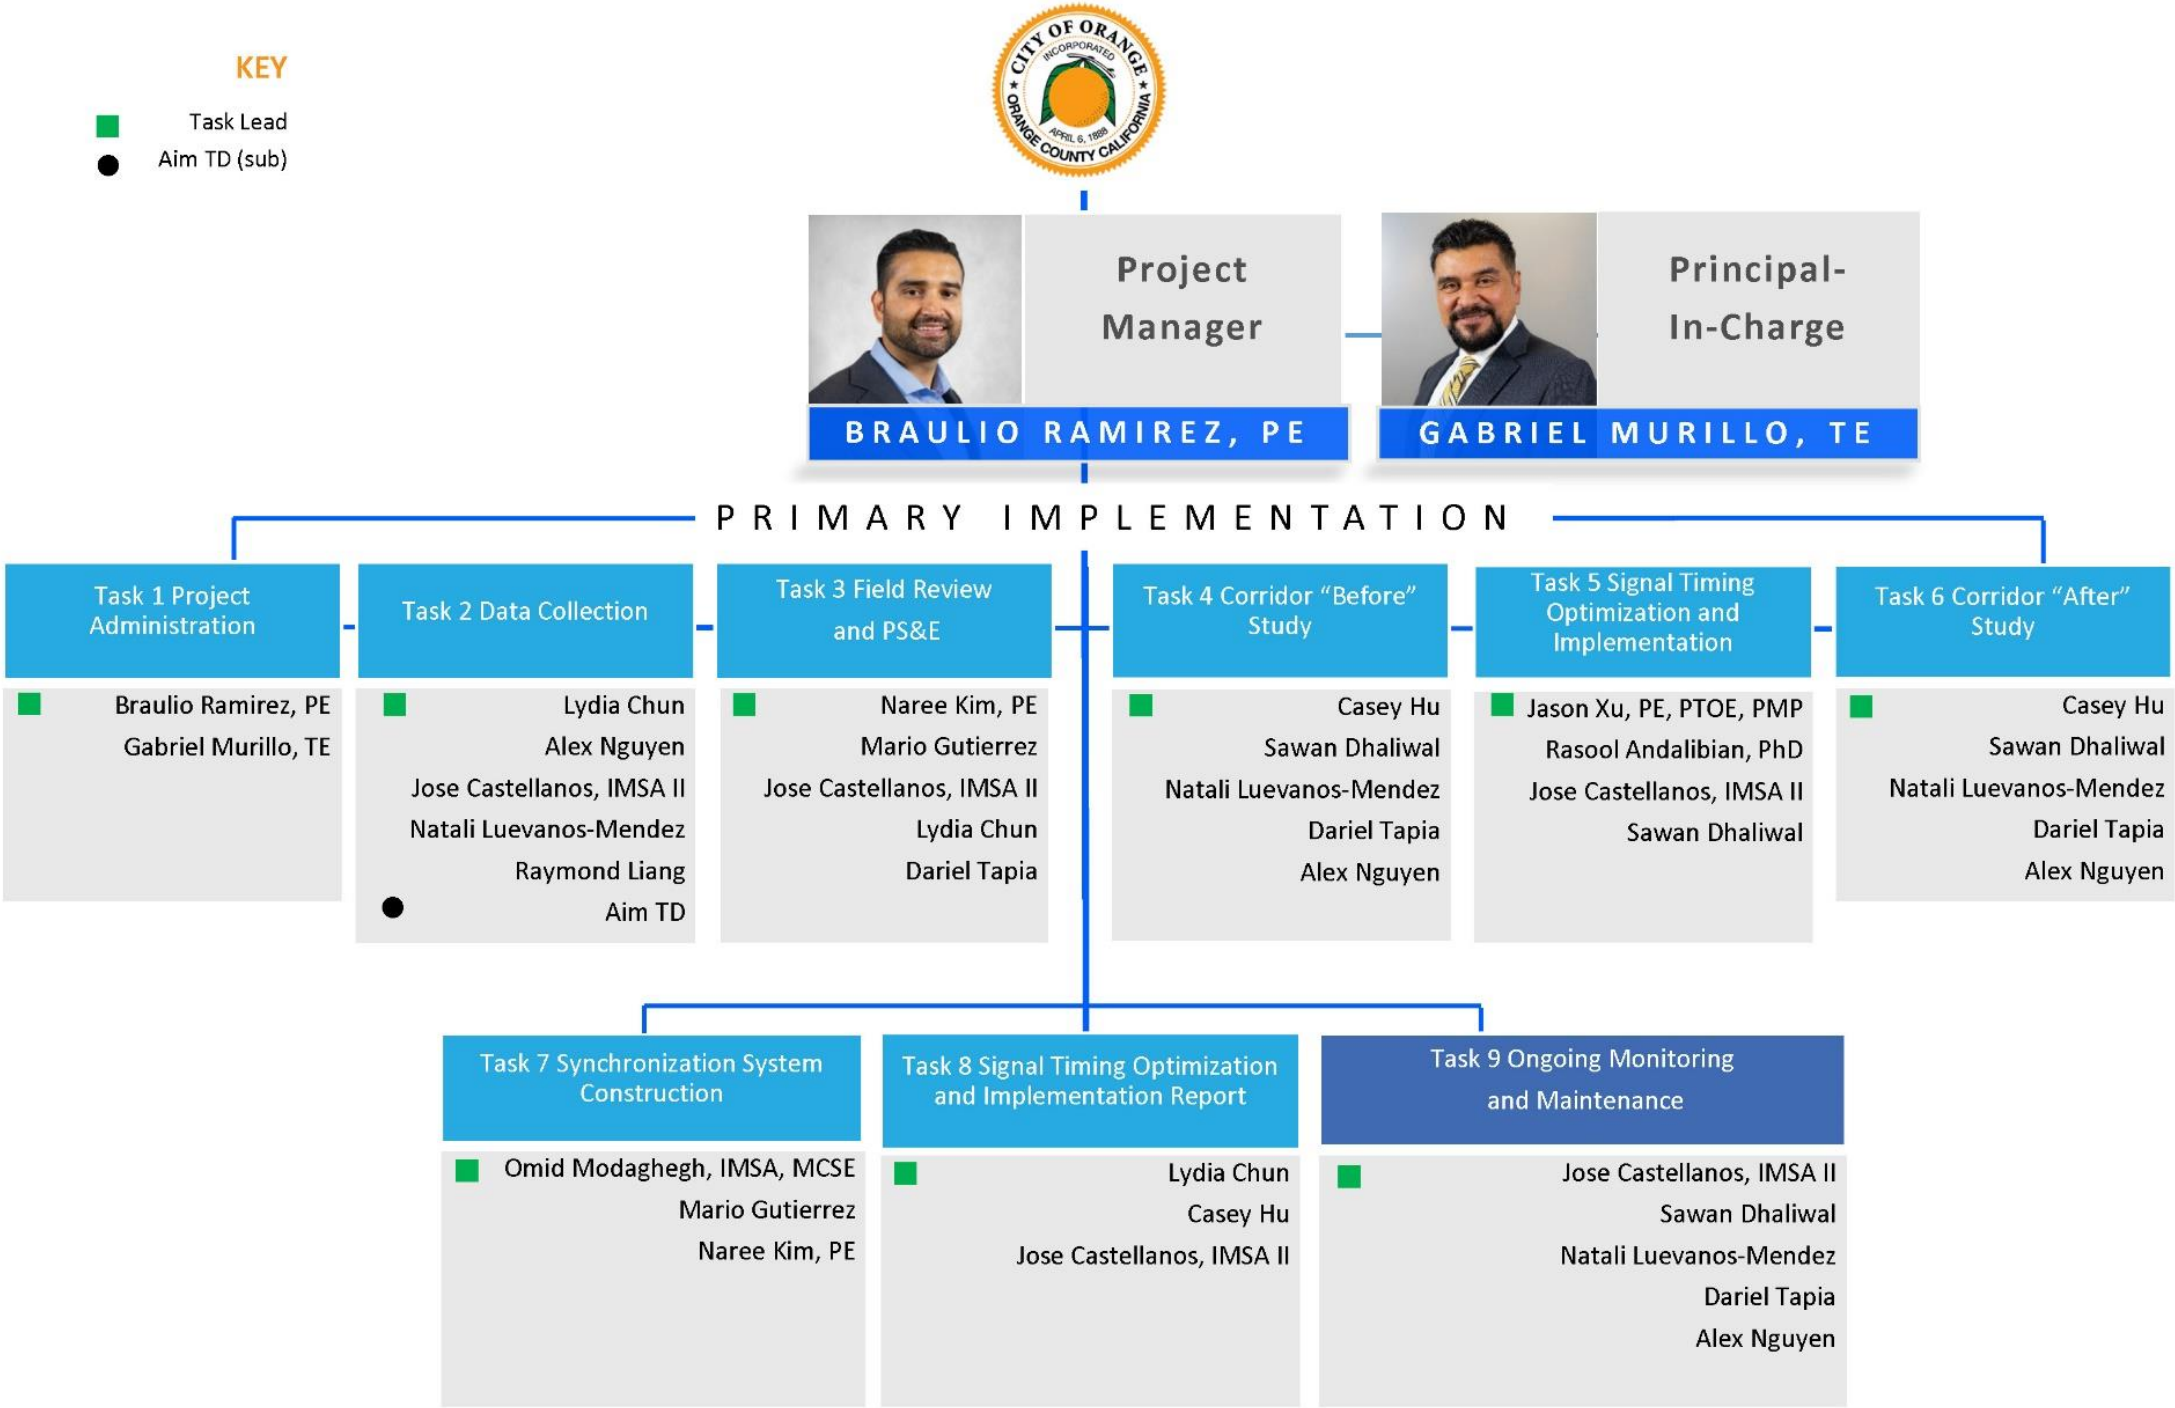 KEY
Task Lead
Aim TD (sub)
CITY OF ORANGE
INCORPORATED
APRIL 6, 1888
ORANGE COUNTY CALIFORNIA
Project
Manager
BRAULIO RAMIREZ, PE
Principal-
In-Charge
GABRIEL MURILLO, TE
PRIMARY IMPLEMENTATION
Task 1 Project
Administration
Braulio Ramirez, PE
Gabriel Murillo, TE
Task 2 Data Collection
Lydia Chun
Alex Nguyen
Jose Castellanos, IMSA II
Natali Luevanos-Mendez
Raymond Liang
Aim TD
Task 3 Field Review
and PS&E
Naree Kim, PE
Mario Gutierrez
Jose Castellanos, IMSA II
Lydia Chun
Dariel Tapia
Task 4 Corridor “Before”
Study
Casey Hu
Sawan Dhaliwal
Natali Luevanos-Mendez
Dariel Tapia
Alex Nguyen
Task 5 Signal Timing
Optimization and
Implementation
Jason Xu, PE, PTOE, PMP
Rasool Andalibian, PhD
Jose Castellanos, IMSA II
Sawan Dhaliwal
Task 6 Corridor “After”
Study
Casey Hu
Sawan Dhaliwal
Natali Luevanos-Mendez
Dariel Tapia
Alex Nguyen
Task 7 Synchronization System
Construction
Omid Modaghegh, IMSA, MCSE
Mario Gutierrez
Naree Kim, PE
Task 8 Signal Timing Optimization
and Implementation Report
Lydia Chun
Casey Hu
Jose Castellanos, IMSA II
Task 9 Ongoing Monitoring
and Maintenance
Jose Castellanos, IMSA II
Sawan Dhaliwal
Natali Luevanos-Mendez
Dariel Tapia
Alex Nguyen